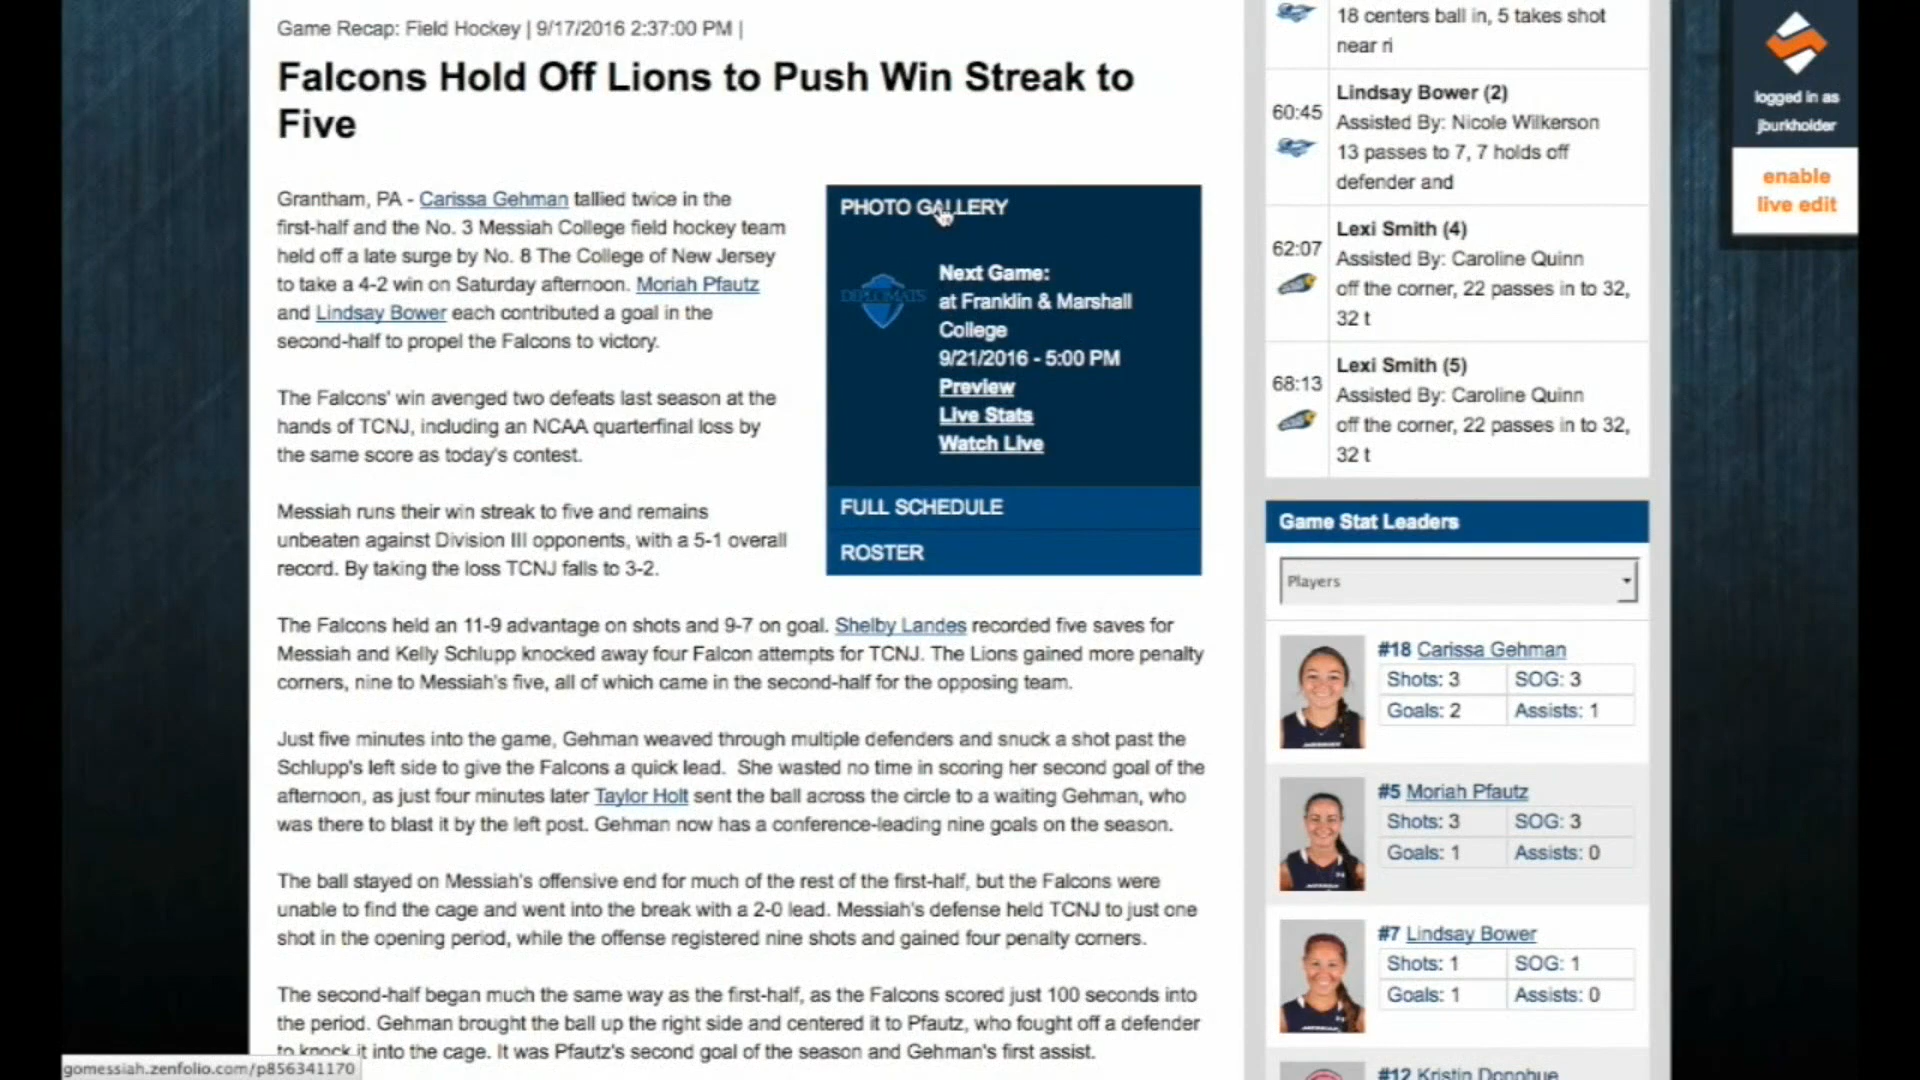 Game Recap: Field Hockey | 9/17/2016 2:37:00 PM |
Falcons Hold Off Lions to Push Win Streak to
Five
Grantham, PA - Carissa Gehman tallied twice in the
first-half and the No. 3 Messiah College field hockey team
held off a late surge by No. 8 The College of New Jersey
to take a 4-2 win on Saturday afternoon. Moriah Pfautz
and Lindsay Bower each contributed a goal in the
second-half to propel the Falcons to victory.
The Falcons' win avenged two defeats last season at the
hands of TCNJ, including an NCAA quarterfinal loss by
the same score as today's contest.
Messiah runs their win streak to five and remains
unbeaten against Division III opponents, with a 5-1 overall
record. By taking the loss TCNJ falls to 3-2.
PHOTO GALLERY
DIPLOMATS
Next Game:
at Franklin & Marshall
College
9/21/2016 - 5:00 PM
Preview
Live Stats
Watch Live
FULL SCHEDULE
ROSTER
The Falcons held an 11-9 advantage on shots and 9-7 on goal. Shelby Landes recorded five saves for
Messiah and Kelly Schlupp knocked away four Falcon attempts for TCNJ. The Lions gained more penalty
corners, nine to Messiah's five, all of which came in the second-half for the opposing team.
Just five minutes into the game, Gehman weaved through multiple defenders and snuck a shot past the
Schlupp's left side to give the Falcons a quick lead. She wasted no time in scoring her second goal of the
afternoon, as just four minutes later Taylor Holt sent the ball across the circle to a waiting Gehman, who
was there to blast it by the left post. Gehman now has a conference-leading nine goals on the season.
The ball stayed on Messiah's offensive end for much of the rest of the first-half, but the Falcons were
unable to find the cage and went into the break with a 2-0 lead. Messiah's defense held TCNJ to just one
shot in the opening period, while the offense registered nine shots and gained four penalty corners.
The second-half began much the same way as the first-half, as the Falcons scored just 100 seconds into
the period. Gehman brought the ball up the right side and centered it to Pfautz, who fought off a defender
to knock it into the cage. It was Pfautz's second goal of the season and Gehman's first assist.
gomessiah.zenfolio.com/p856341170
18 centers ball in, 5 takes shot
near ri
60:45
Lindsay Bower (2)
Assisted By: Nicole Wilkerson
13 passes to 7, 7 holds off
defender and
62:07
Lexi Smith (4)
Assisted By: Caroline Quinn
off the corner, 22 passes in to 32,
32 t
68:13
Lexi Smith (5)
Assisted By: Caroline Quinn
off the corner, 22 passes in to 32,
32 t
Game Stat Leaders
Players
#18 Carissa Gehman
Shots: 3 SOG: 3
Goals: 2 Assists: 1
#5 Moriah Pfautz
Shots: 3 SOG: 3
Goals: 1 Assists: 0
#7 Lindsay Bower
Shots: 1 SOG: 1
Goals: 1 Assists: 0
#12 Kristin Donohue
logged in as
jburkholder
enable
live edit